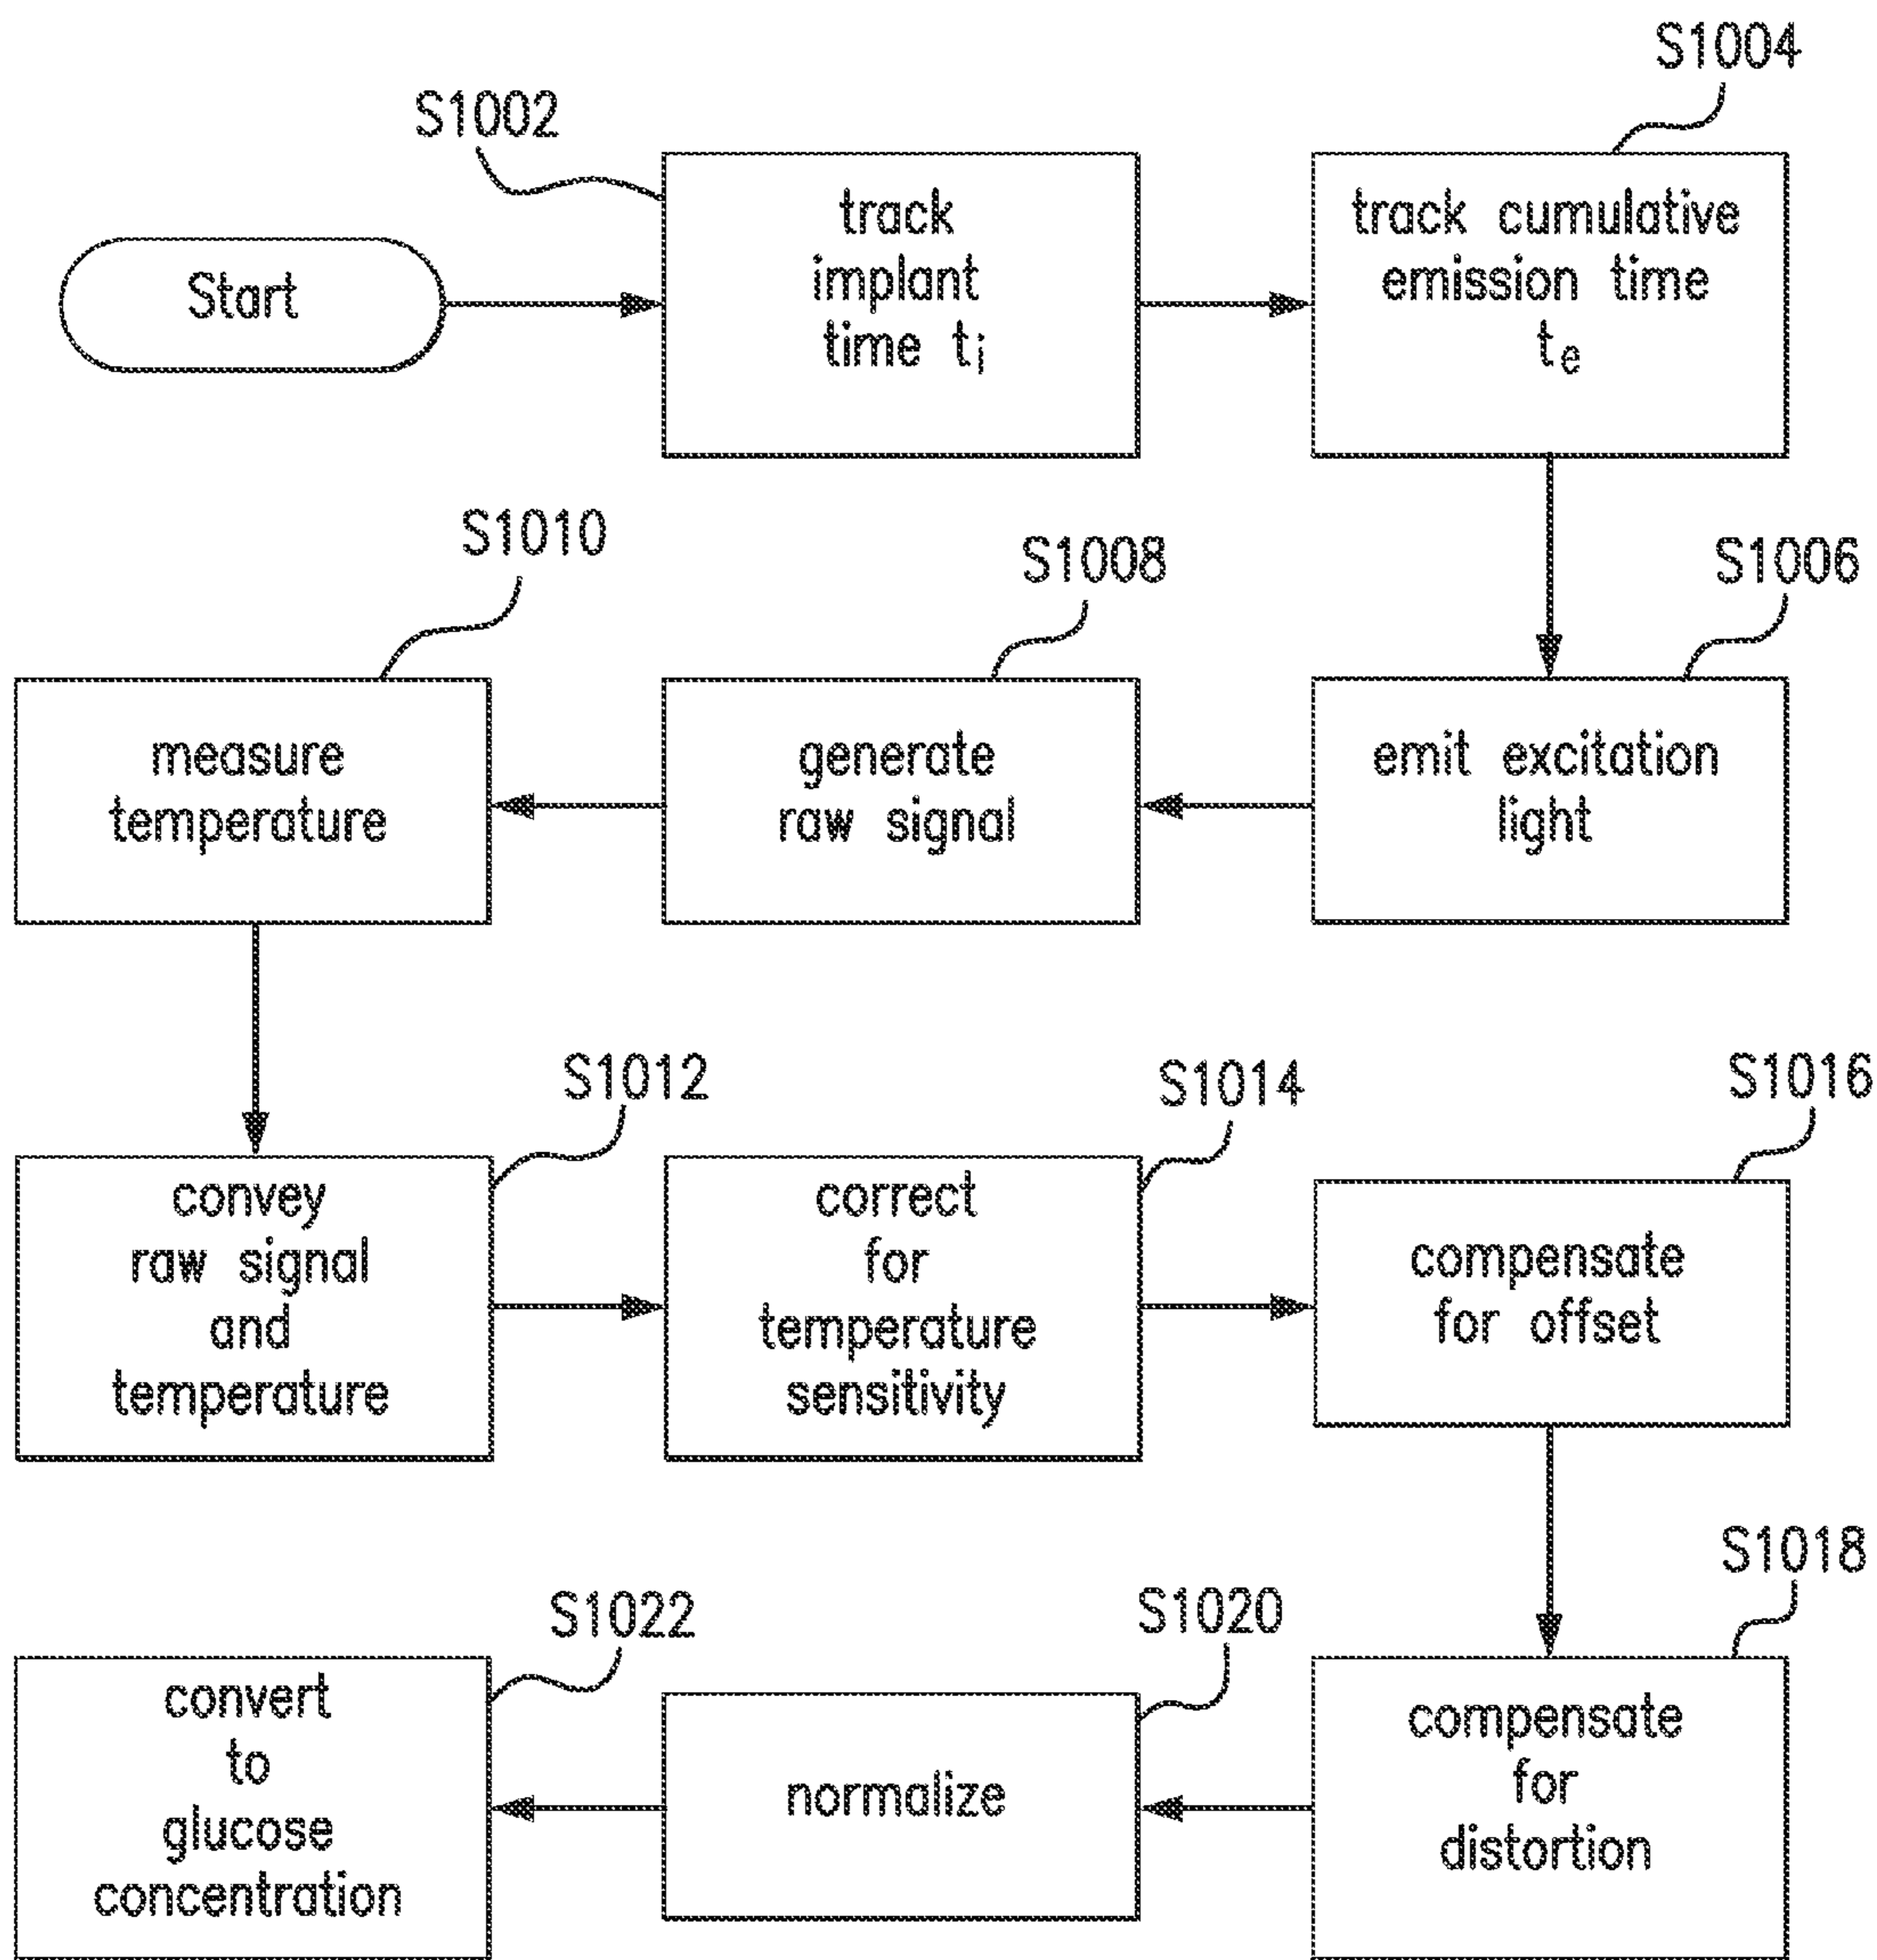 S1004
S1002
Start
track
implant
time ti
track cumulative
emission time
te
S1010
S1008
S1006
measure
temperature
generate
raw signal
emit excitation
light
S1012
S1014
S1016
convey
raw signal
and
temperature
correct
for
temperature
sensitivity
compensate
for offset
S1022
S1020
S1018
convert
to
glucose
concentration
normalize
compensate
for
distortion